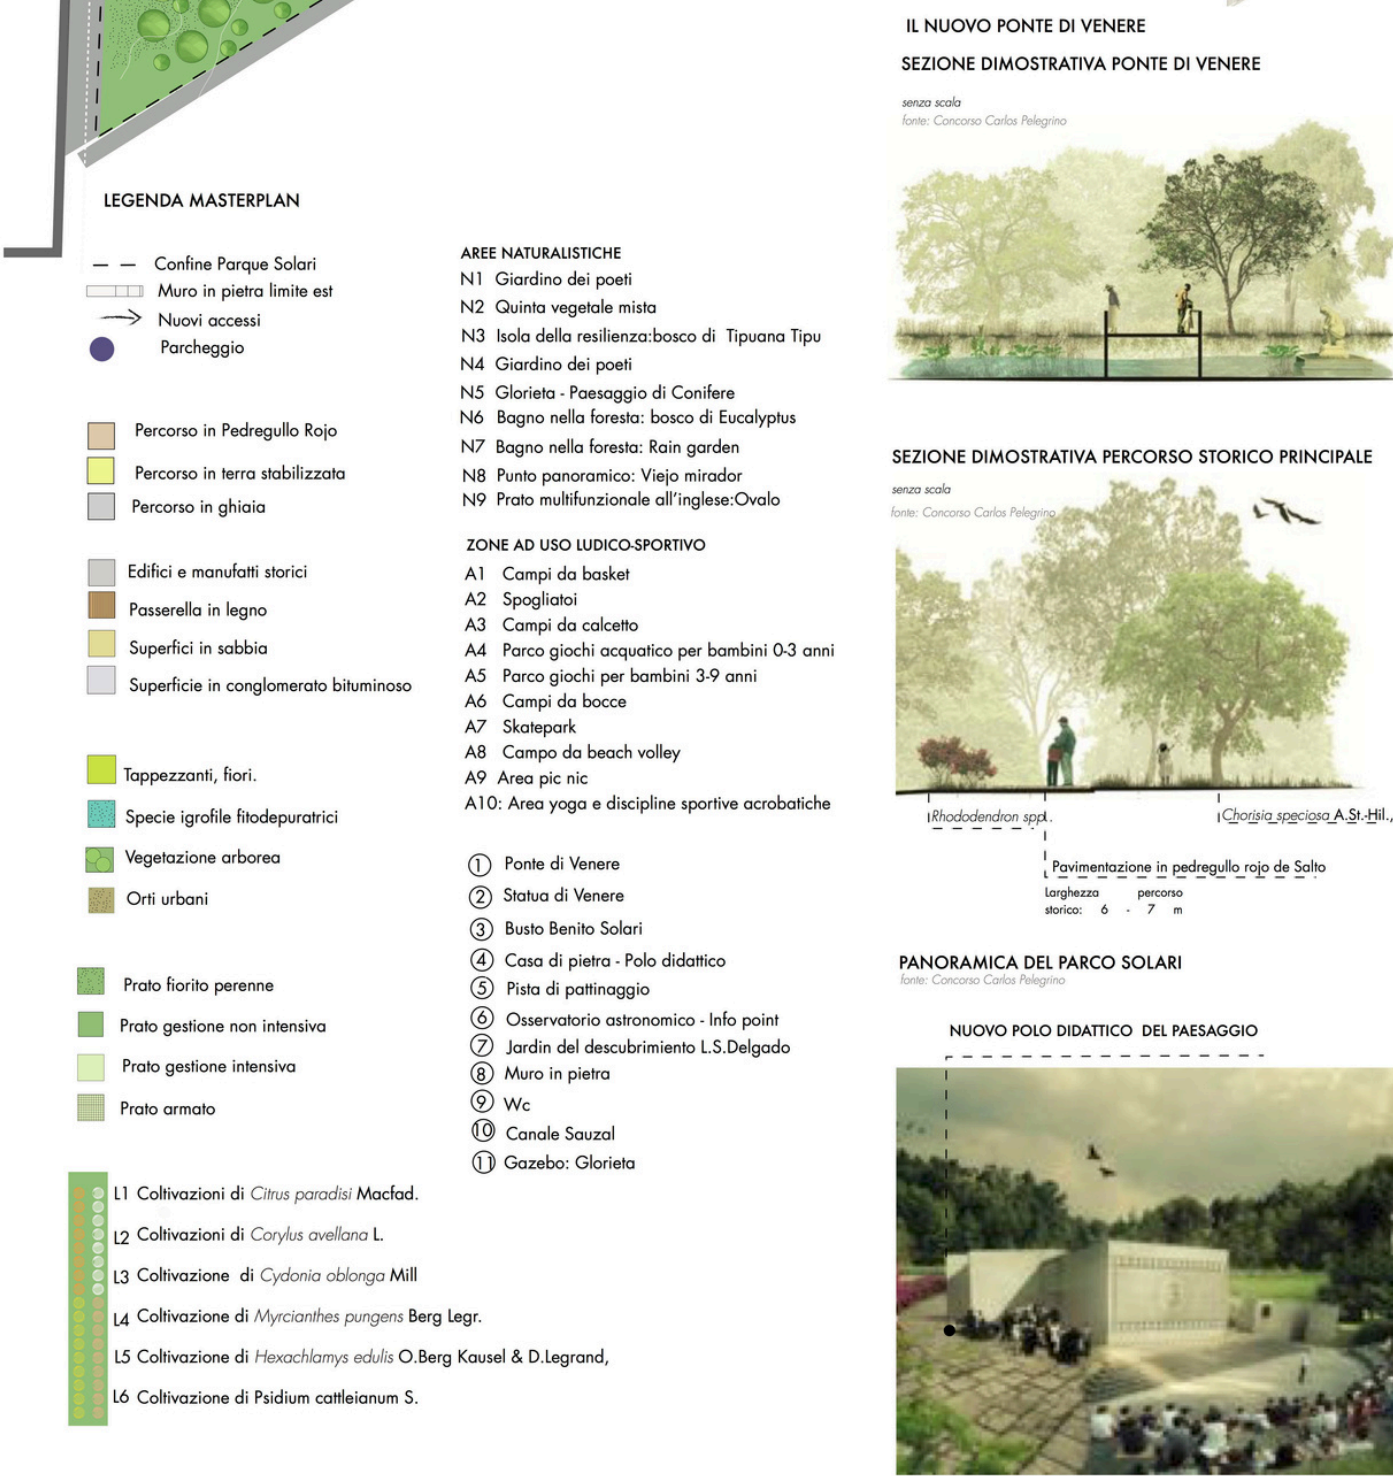 LEGENDA MASTERPLAN
Confine Parque Solari
Muro in pietra limite est
Nuovi accessi
Parcheggio
Percorso in Pedregullo Rojo
Percorso in terra stabilizzata
Percorso in ghiaia
Edifici e manufatti storici
Passerella in legno
Superfici in sabbia
Superficie in conglomerato bituminoso
Tappezzanti, fiori.
Specie igrofile fitodepuratrici
Vegetazione arborea
Orti urbani
Prato fiorito perenne
Prato gestione non intensiva
Prato gestione intensiva
Prato armato
L1 Coltivazioni di Citrus paradisi Macfad.
L2 Coltivazioni di Corylus avellana L.
L3 Coltivazione di Cydonia oblonga Mill
L4 Coltivazione di Myrcianthes pungens Berg Legr.
L5 Coltivazione di Hexachlamys edulis O.Berg Kausel & D.Legrand,
L6 Coltivazione di Psidium cattleianum S.
AREE NATURALISTICHE
N1 Giardino dei poeti
N2 Quinta vegetale mista
N3 Isola della resilienza:bosco di Tipuana Tipu
N4 Giardino dei poeti
N5 Glorieta - Paesaggio di Conifere
N6 Bagno nella foresta: bosco di Eucalyptus
N7 Bagno nella foresta: Rain garden
N8 Punto panoramico: Viejo mirador
N9 Prato multifunzionale all'inglese:Ovalo
ZONE AD USO LUDICO-SPORTIVO
A1 Campi da basket
A2 Spogliatoi
A3 Campi da calcetto
A4 Parco giochi acquatico per bambini 0-3 anni
A5 Parco giochi per bambini 3-9 anni
A6 Campi da bocce
A7 Skatepark
A8 Campo da beach volley
A9 Area pic nic
A10: Area yoga e discipline sportive acrobatiche
1 Ponte di Venere
2 Statua di Venere
3 Busto Benito Solari
4 Casa di pietra - Polo didattico
5 Pista di pattinaggio
6 Osservatorio astronomico - Info point
7 Jardin del descubrimiento L.S.Delgado
8 Muro in pietra
9 Wc
10 Canale Sauzal
11 Gazebo: Glorieta
IL NUOVO PONTE DI VENERE
SEZIONE DIMOSTRATIVA PONTE DI VENERE
senza scala
fonte: Concorso Carlos Pelegrino
SEZIONE DIMOSTRATIVA PERCORSO STORICO PRINCIPALE
senza scala
fonte: Concorso Carlos Pelegrino
Rhododendron spp.
Chorisia speciosa A.St.-Hil.,
Pavimentazione in pedregullo rojo de Salto
Larghezza percorso
storico: 6 - 7 m
PANORAMICA DEL PARCO SOLARI
fonte: Concorso Carlos Pelegrino
NUOVO POLO DIDATTICO DEL PAESAGGIO